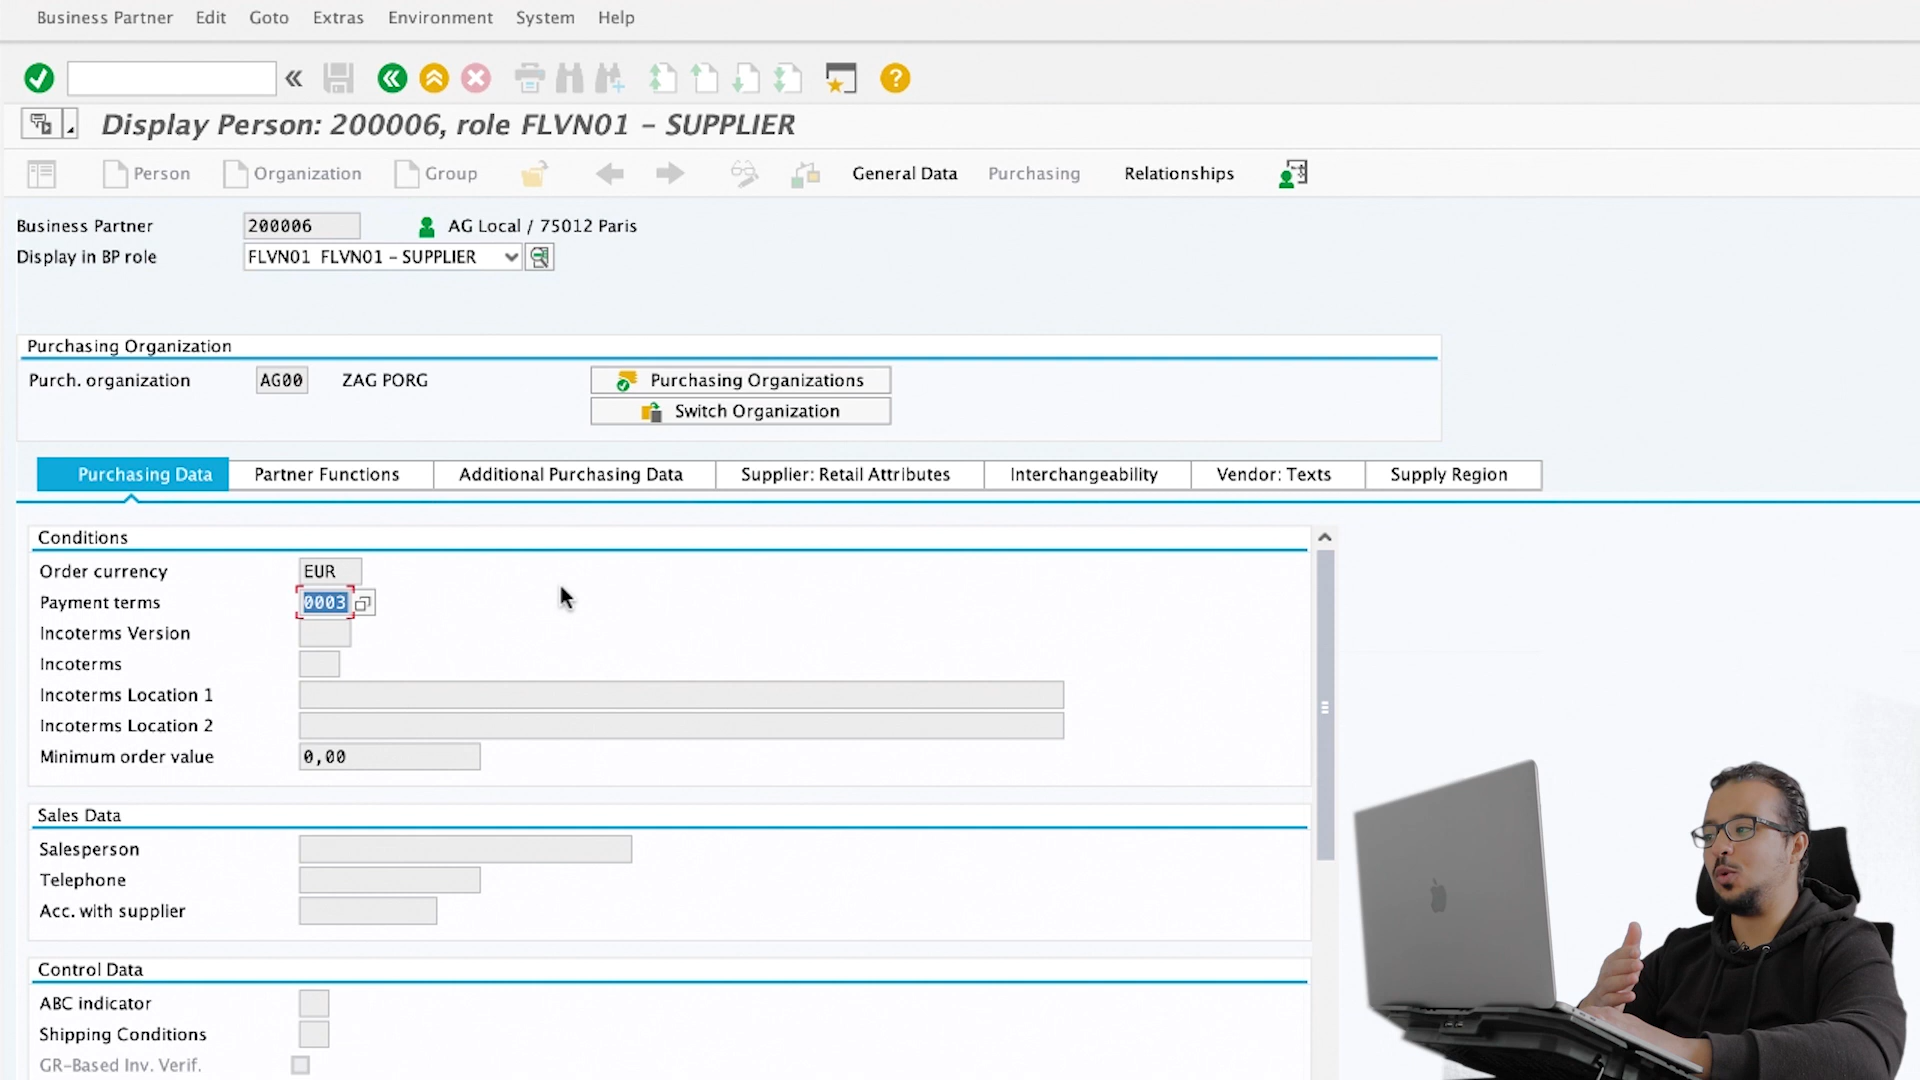 Business Partner Edit Goto Extras Environment System Help
Display Person: 200006, role FLVN01 – SUPPLIER
Person Organization Group General Data Purchasing Relationships
Business Partner 200006 AG Local / 75012 Paris
Display in BP role FLVN01 FLVN01 – SUPPLIER
Purchasing Organization
Purch. organization AG00 ZAG PORG Purchasing Organizations
Switch Organization
Purchasing Data Partner Functions Additional Purchasing Data Supplier: Retail Attributes Interchangeability Vendor: Texts Supply Region
Conditions
Order currency EUR
Payment terms 0003
Incoterms Version
Incoterms
Incoterms Location 1
Incoterms Location 2
Minimum order value 0,00
Sales Data
Salesperson
Telephone
Acc. with supplier
Control Data
ABC indicator
Shipping Conditions
GR-Based Inv. Verif.